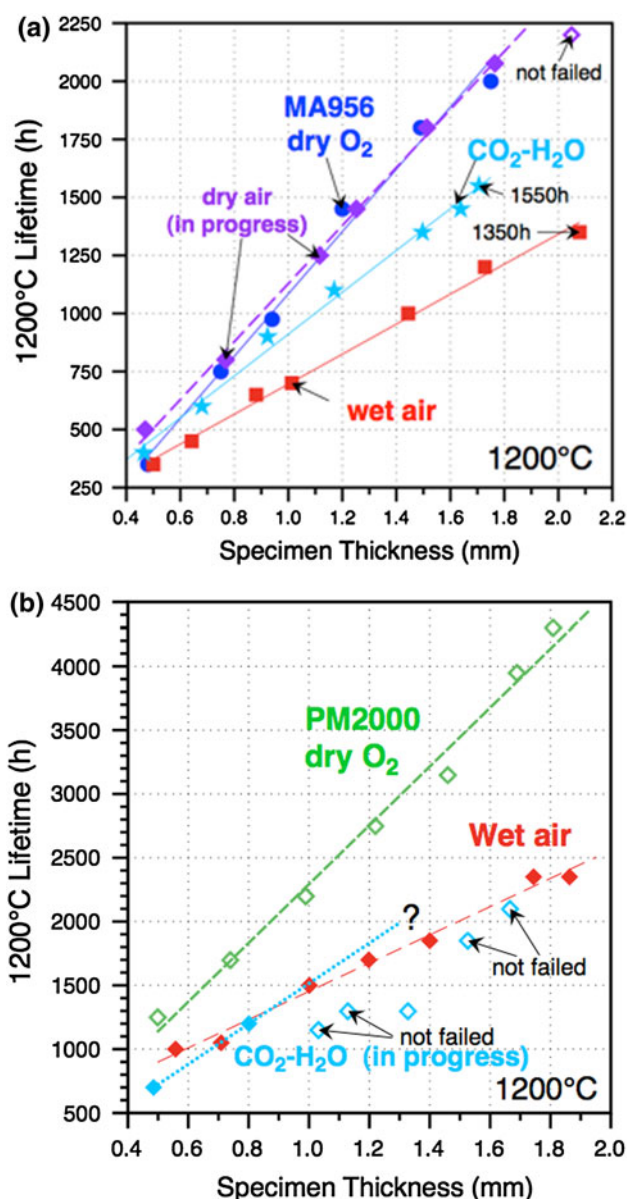 (a)
2250
2000
1750
1500
1250
1000
750
500
250
1200°C Lifetime (h)
MA956
dry O₂
not failed
CO₂-H₂O
dry air
(in progress)
1550h
1350h
wet air
1200°C
0.4 0.6 0.8 1.0 1.2 1.4 1.6 1.8 2.0 2.2
Specimen Thickness (mm)
(b)
4500
4000
3500
3000
2500
2000
1500
1000
500
1200°C Lifetime (h)
PM2000
dry O₂
Wet air
?
not failed
not failed
CO₂-H₂O (in progress)
1200°C
0.4 0.6 0.8 1.0 1.2 1.4 1.6 1.8 2.0
Specimen Thickness (mm)